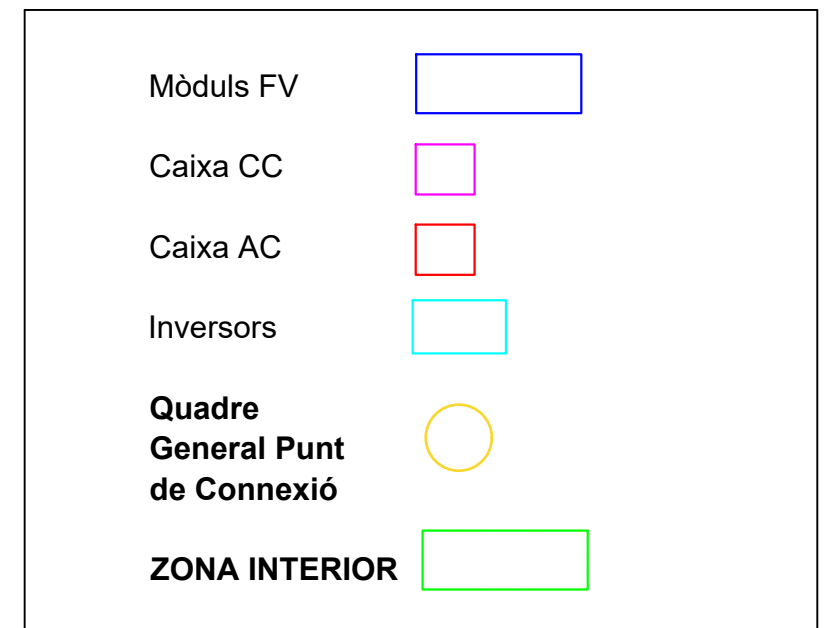 Mòduls FV
Caixa CC
Caixa AC
Inversors
Quadre
General Punt
de Connexió
ZONA INTERIOR